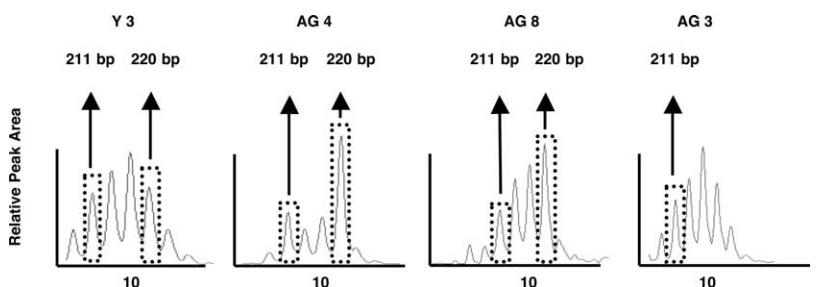 Y 3 AG 4 AG 8 AG 3
211 bp 220 bp 211 bp 220 bp 211 bp 220 bp 211 bp
Relative Peak Area
10 10 10 10